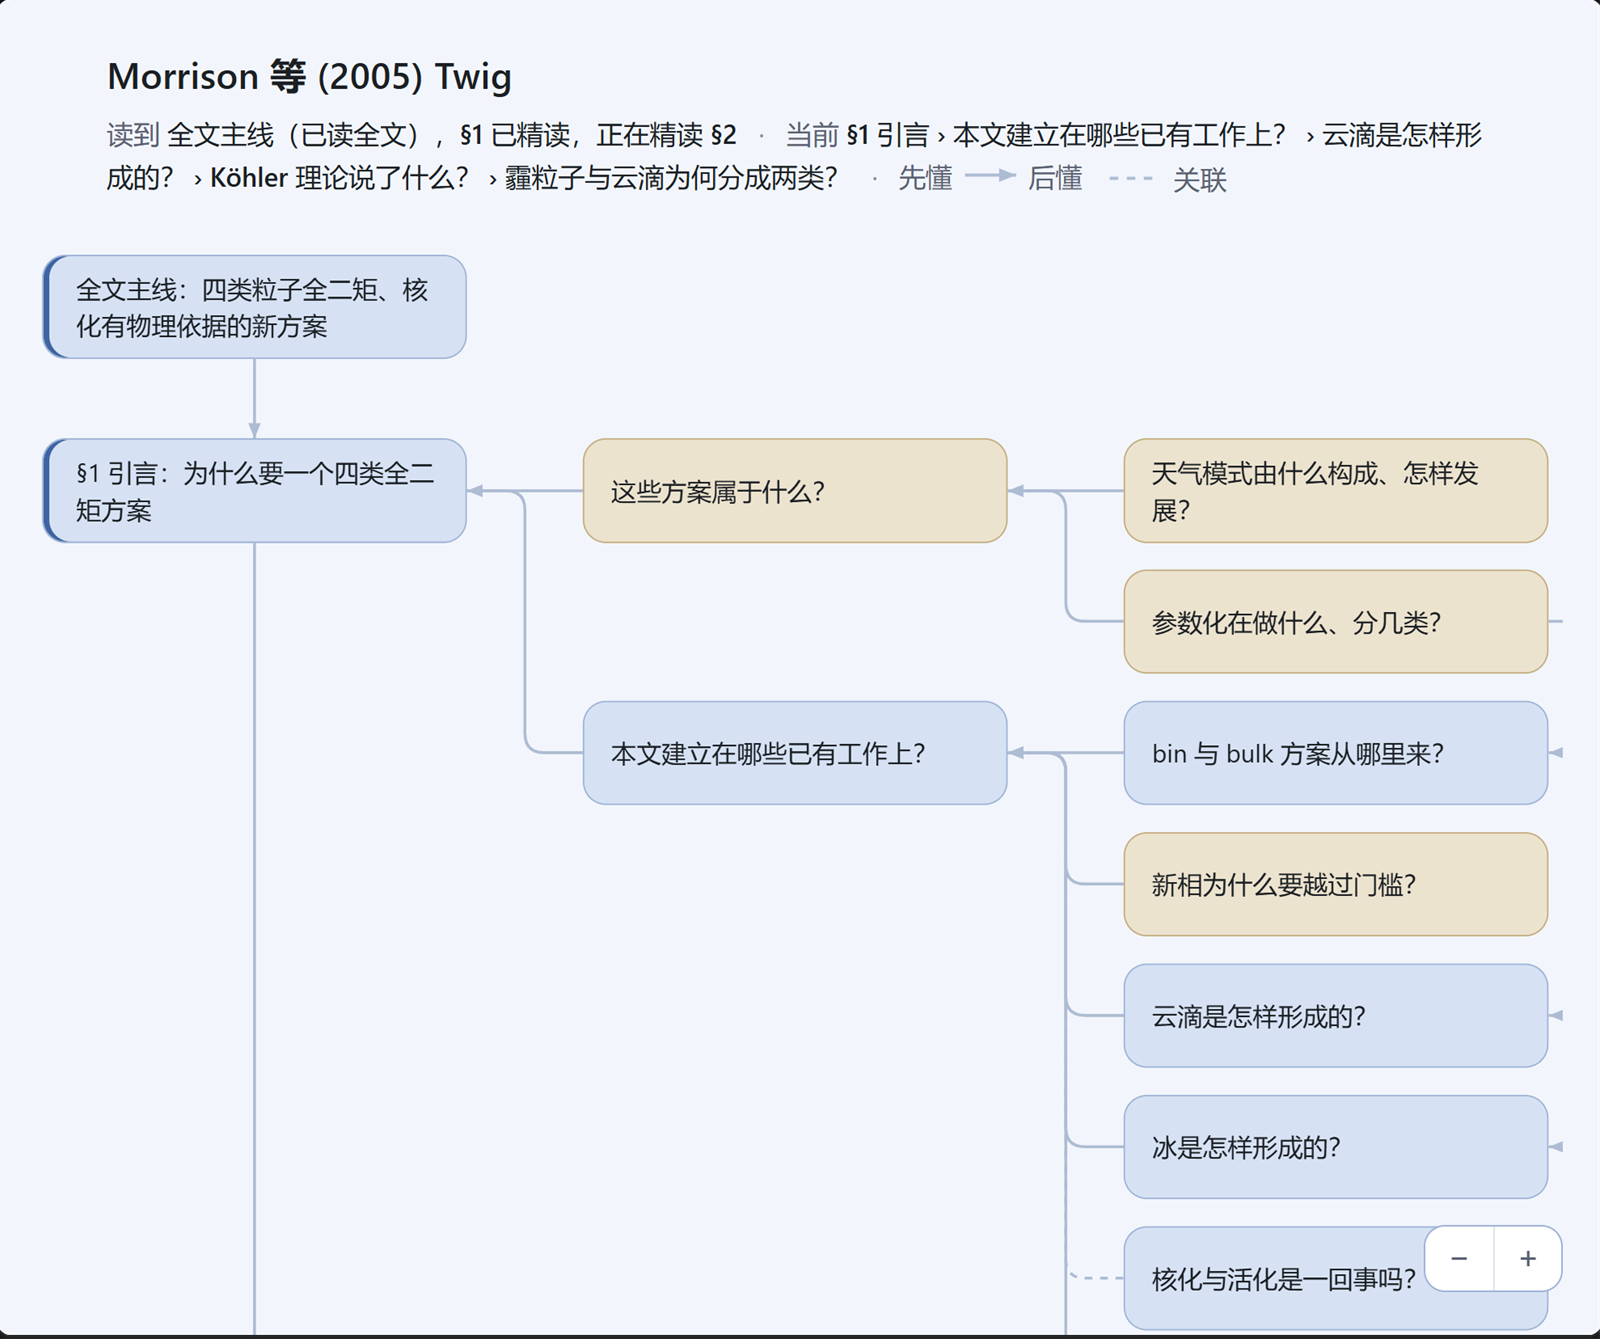 Morrison 等 (2005) Twig
读到 全文主线（已读全文），§1 已精读，正在精读 §2 · 当前 §1 引言 › 本文建立在哪些已有工作上？ › 云滴是怎样形
成的？ › Köhler 理论说了什么？ › 霾粒子与云滴为何分成两类？ · 先懂 后懂 关联
全文主线：四类粒子全二矩、核
化有物理依据的新方案
§1 引言：为什么要一个四类全二
矩方案
这些方案属于什么？
天气模式由什么构成、怎样发
展？
参数化在做什么、分几类？
本文建立在哪些已有工作上？
bin 与 bulk 方案从哪里来？
新相为什么要越过门槛？
云滴是怎样形成的？
冰是怎样形成的？
核化与活化是一回事吗？
− +